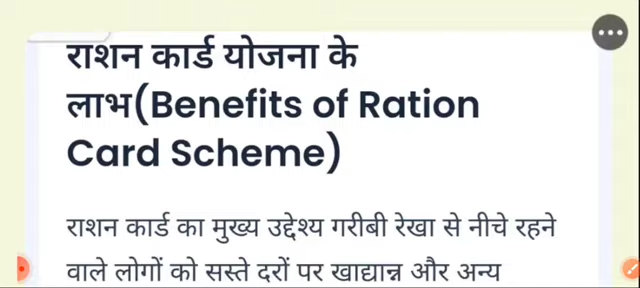 राशन कार्ड योजना के
लाभ(Benefits of Ration
Card Scheme)
राशन कार्ड का मुख्य उद्देश्य गरीबी रेखा से नीचे रहने
वाले लोगों को सस्ते दरों पर खाद्यान्न और अन्य